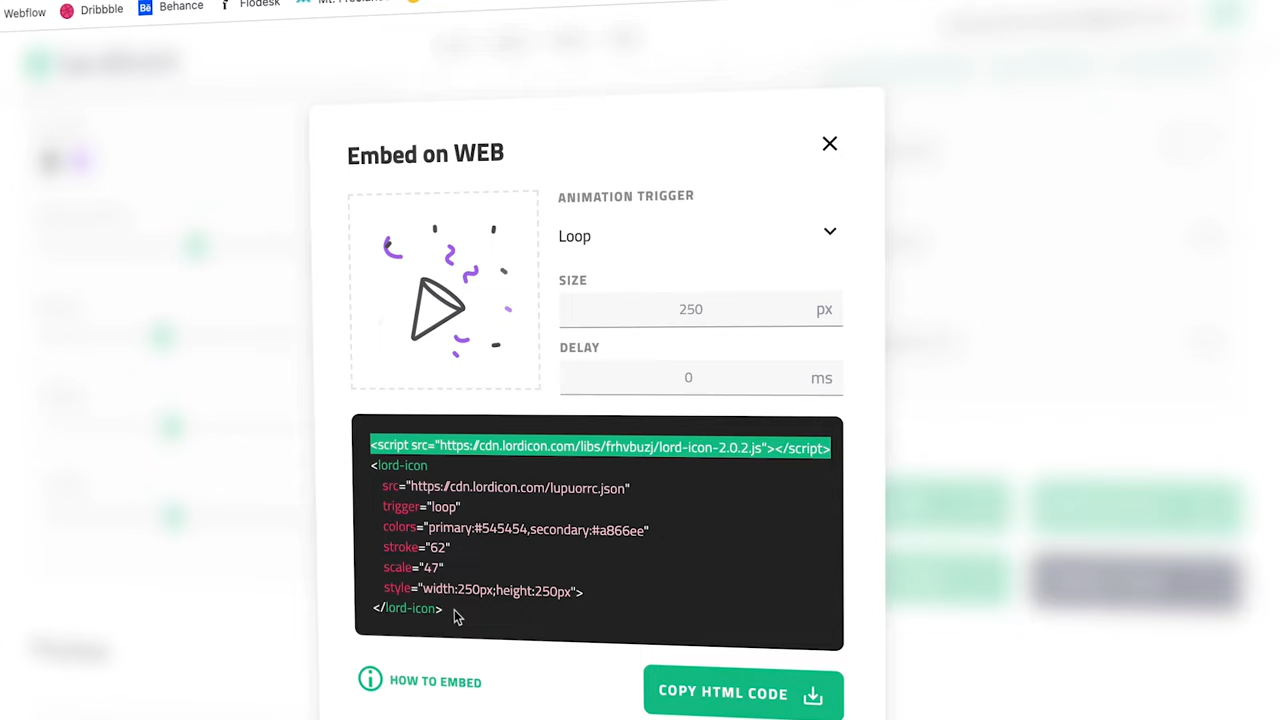 Webflow
Dribbble
Bē Behance
Flodesk
Embed on WEB
ANIMATION TRIGGER
Loop
SIZE
250 px
DELAY
0 ms
<script src="https://cdn.lordicon.com/libs/frhvbuzj/lord-icon-2.0.2.js"></script>
<lord-icon
src="https://cdn.lordicon.com/lupuorrc.json"
trigger="loop"
colors="primary:#545454,secondary:#a866ee"
stroke="62"
scale="47"
style="width:250px;height:250px">
</lord-icon>
HOW TO EMBED
COPY HTML CODE